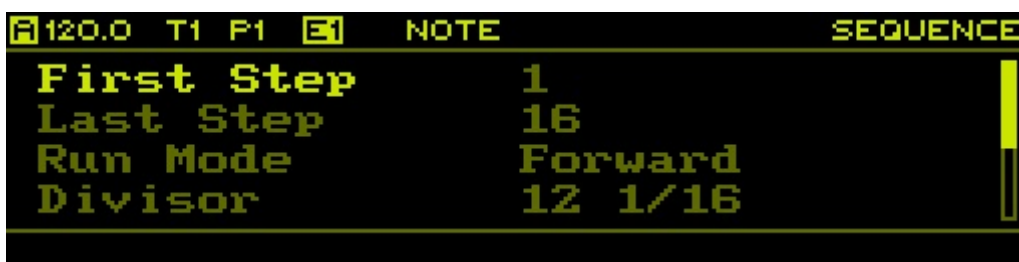 A 120.0 T1 P1 E1 NOTE SEQUENCE
First Step 1
Last Step 16
Run Mode Forward
Divisor 12 1/16